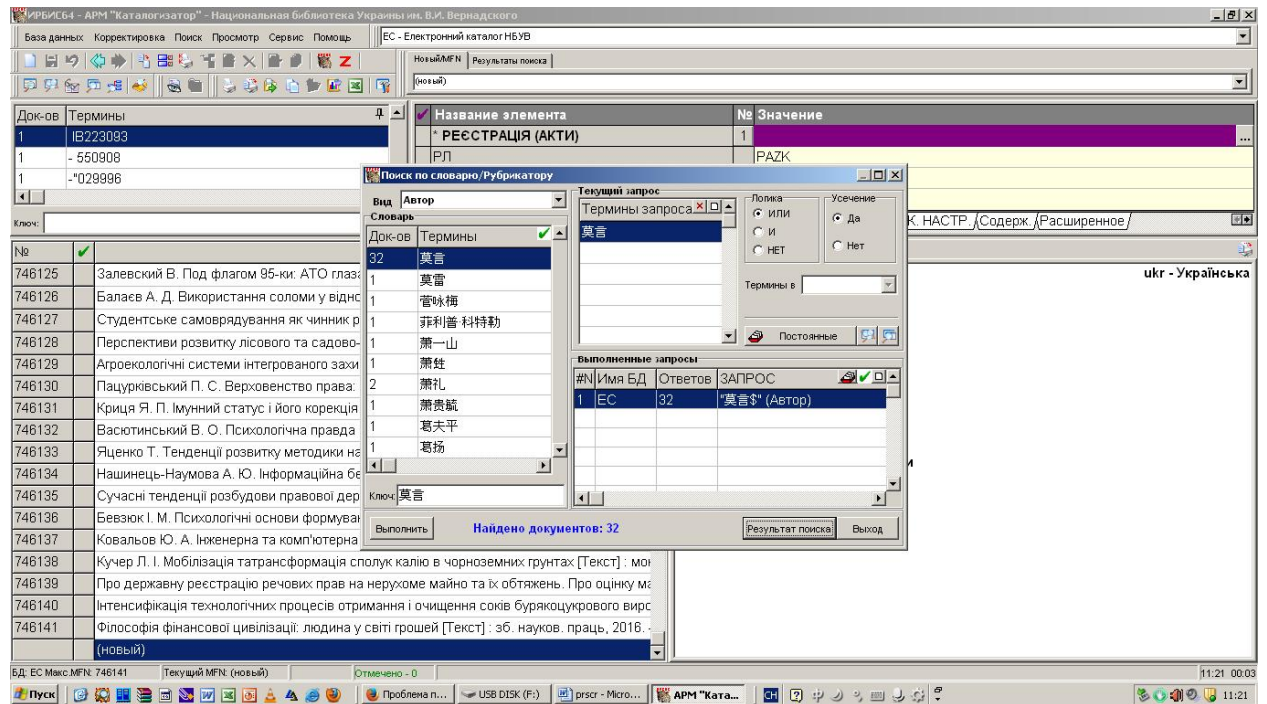 ИРБИС64 - АРМ "Каталогизатор" - Национальная библиотека Украины им. В.И. Вернадского
База данных Корректировка Поиск Просмотр Сервис Помощь
ЕС - Електронний каталог НБУВ
Новый/MFN Результаты поиска
(новый)
Док-ов Термины
1 ІВ223093
1 - 550908
1 -"029996
Ключ:
Название элемента № Значение
* РЕЄСТРАЦІЯ (АКТИ) 1 ...
РЛ PAZK
К. НАСТР. Содерж. Расширенное
ukr - Українська
№
746125 Залевский В. Под флагом 95-ки: АТО глаз
746126 Балаєв А. Д. Використання соломи у відно
746127 Студентське самоврядування як чинник р
746128 Перспективи розвитку лісового та садово-
746129 Агроекологічні системи інтегрованого захи
746130 Пацурківський П. С. Верховенство права:
746131 Криця Я. П. Імунний статус і його корекція
746132 Васютинський В. О. Психологічна правда
746133 Яценко Т. Тенденції розвитку методики на
746134 Нашинець-Наумова А. Ю. Інформаційна бе
746135 Сучасні тенденції розбудови правової дер
746136 Бевзюк І. М. Психологічні основи формува
746137 Ковальов Ю. А. Інженерна та комп'ютерна
746138 Кучер Л. І. Мобілізація татрансформація сполук калію в чорноземних грунтах [Текст] : мон
746139 Про державну реєстрацію речових прав на нерухоме майно та їх обтяжень. Про оцінку ма
746140 Інтенсифікація технологічних процесів отримання і очищення соків бурякоцукрового виро
746141 Філософія фінансової цивілізації: людина у світі грошей [Текст] : зб. науков. праць, 2016. -
(новый)
Поиск по словарю/Рубрикатору
Вид Автор
Словарь
Док-ов Термины
32 莫言
1 莫雷
1 菅咏梅
1 菲利普·科特勒
1 萧一山
1 萧甡
2 萧礼
1 萧贵毓
1 葛夫平
1 葛扬
Ключ: 莫言
Текущий запрос
Термины запроса
莫言
Логика
ИЛИ
И
НЕТ
Усечение
Да
Нет
Термины в
Постоянные
Выполненные запросы
#N Имя БД Ответов ЗАПРОС
1 ЕС 32 "莫言$" (Автор)
Выполнить Найдено документов: 32 Результат поиска Выход
БД: ЕС Макс.MFN: 746141 Текущий MFN: (новый) Отмечено - 0 11:21 00:03
Пуск Проблема п... USB DISK (F:) prscr - Micro... АРМ "Ката... CH 11:21